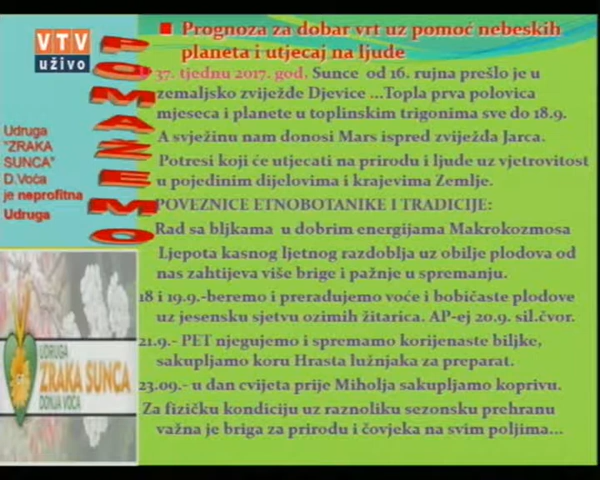 VTV
uživo
POMAŽEMO
Udruga
"ZRAKA
SUNCA"
D.Voća
je neprofitna
Udruga
UDRUGA
ZRAKA SUNCA
DONJA VOĆA
Prognoza za dobar vrt uz pomoć nebeskih
planeta i utjecaj na ljude
U 37. tjednu 2017. god. Sunce od 16. rujna prešlo je u
zemaljsko zviježde Djevice ...Topla prva polovica
mjeseca i planete u toplinskim trigonima sve do 18.9.
A svježinu nam donosi Mars ispred zviježda Jarca.
Potresi koji će utjecati na prirodu i ljude uz vjetrovitost
u pojedinim dijelovima i krajevima Zemlje.
POVEZNICE ETNOBOTANIKE I TRADICIJE:
Rad sa bljkama u dobrim energijama Makrokozmosa
Ljepota kasnog ljetnog razdoblja uz obilje plodova od
nas zahtijeva više brige i pažnje u spremanju.
18 i 19.9.-beremo i prerađujemo voće i bobičaste plodove
uz jesensku sjetvu ozimih žitarica. AP-ej 20.9. sil.čvor.
21.9.- PET njegujemo i spremamo korijenaste biljke,
sakupljamo koru Hrasta lužnjaka za preparat.
23.09.- u dan cvijeta prije Miholja sakupljamo koprivu.
Za fizičku kondiciju uz raznoliku sezonsku prehranu
važna je briga za prirodu i čovjeka na svim poljima...